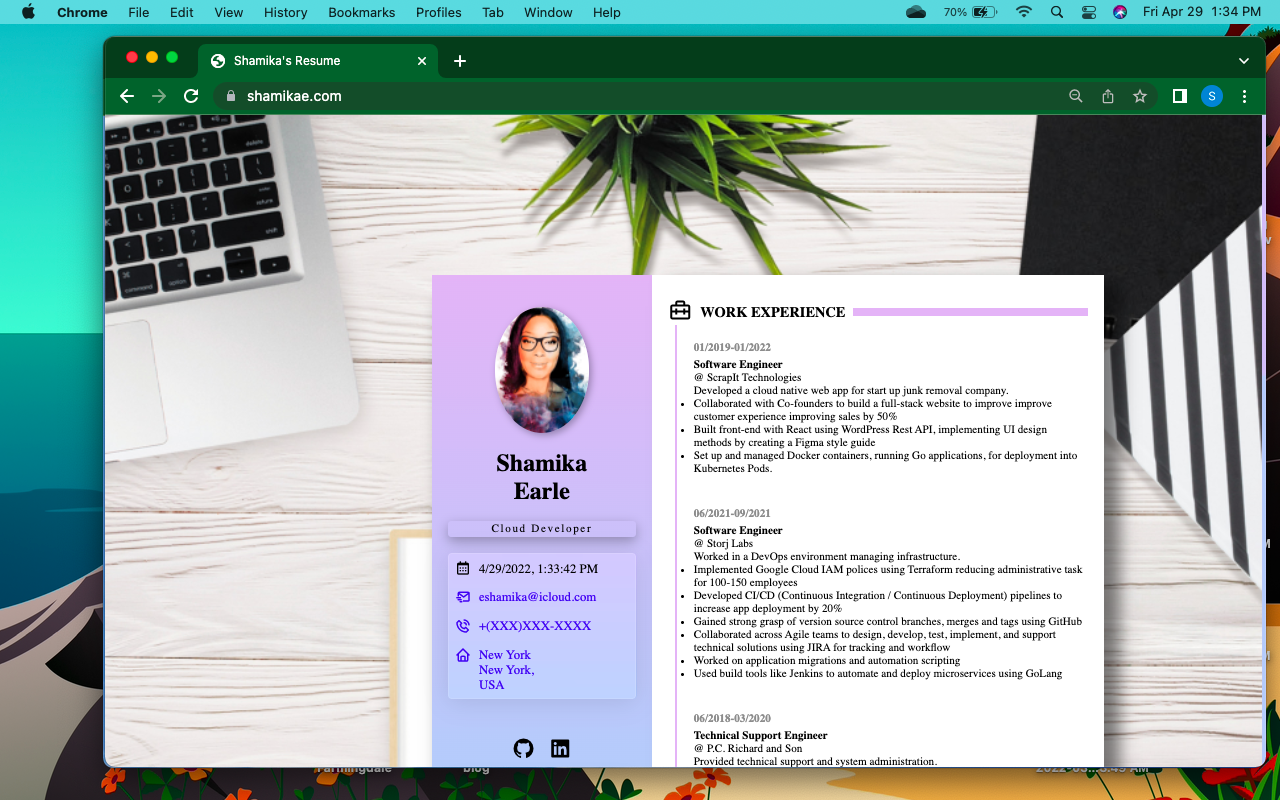 Chrome File Edit View History Bookmarks Profiles Tab Window Help 70% Fri Apr 29 1:34 PM
Shamika's Resume
shamikae.com
S
Shamika
Earle
Cloud Developer
4/29/2022, 1:33:42 PM
eshamika@icloud.com
+(XXX)XXX-XXXX
New York
New York,
USA
WORK EXPERIENCE
01/2019-01/2022
Software Engineer
@ ScrapIt Technologies
Developed a cloud native web app for start up junk removal company.
• Collaborated with Co-founders to build a full-stack website to improve improve
customer experience improving sales by 50%
• Built front-end with React using WordPress Rest API, implementing UI design
methods by creating a Figma style guide
• Set up and managed Docker containers, running Go applications, for deployment into
Kubernetes Pods.
06/2021-09/2021
Software Engineer
@ Storj Labs
Worked in a DevOps environment managing infrastructure.
• Implemented Google Cloud IAM polices using Terraform reducing administrative task
for 100-150 employees
• Developed CI/CD (Continuous Integration / Continuous Deployment) pipelines to
increase app deployment by 20%
• Gained strong grasp of version source control branches, merges and tags using GitHub
• Collaborated across Agile teams to design, develop, test, implement, and support
technical solutions using JIRA for tracking and workflow
• Worked on application migrations and automation scripting
• Used build tools like Jenkins to automate and deploy microservices using GoLang
06/2018-03/2020
Technical Support Engineer
@ P.C. Richard and Son
Provided technical support and system administration.
Farmingdale
blog